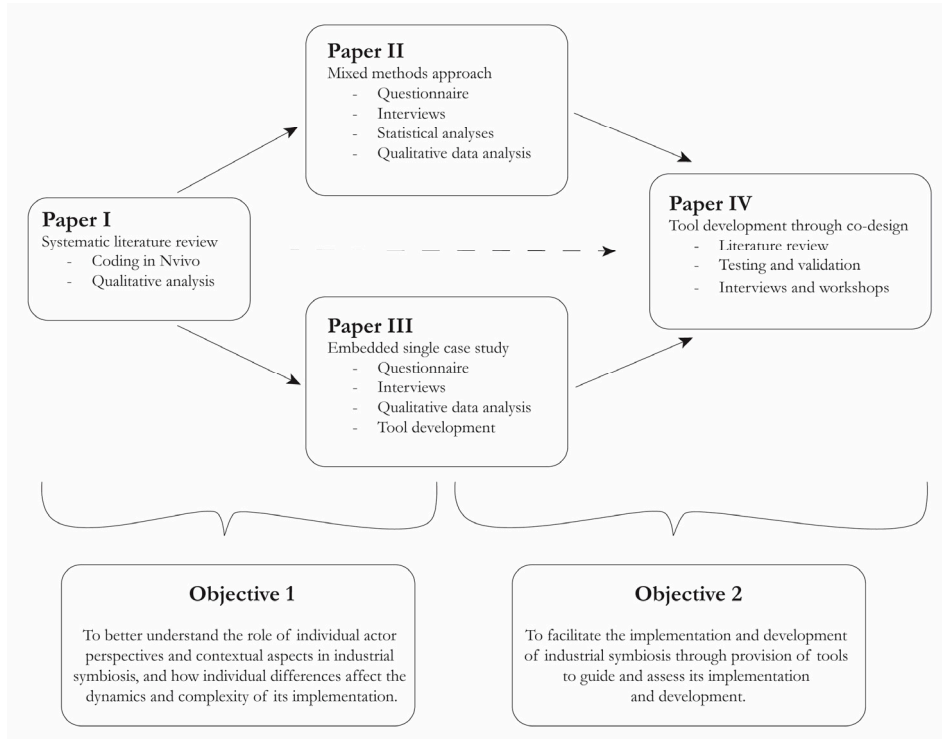 Paper I
Systematic literature review
- Coding in Nvivo
- Qualitative analysis
Paper II
Mixed methods approach
- Questionnaire
- Interviews
- Statistical analyses
- Qualitative data analysis
Paper III
Embedded single case study
- Questionnaire
- Interviews
- Qualitative data analysis
- Tool development
Paper IV
Tool development through co-design
- Literature review
- Testing and validation
- Interviews and workshops
Objective 1
To better understand the role of individual actor
perspectives and contextual aspects in industrial
symbiosis, and how individual differences affect the
dynamics and complexity of its implementation.
Objective 2
To facilitate the implementation and development
of industrial symbiosis through provision of tools
to guide and assess its implementation
and development.